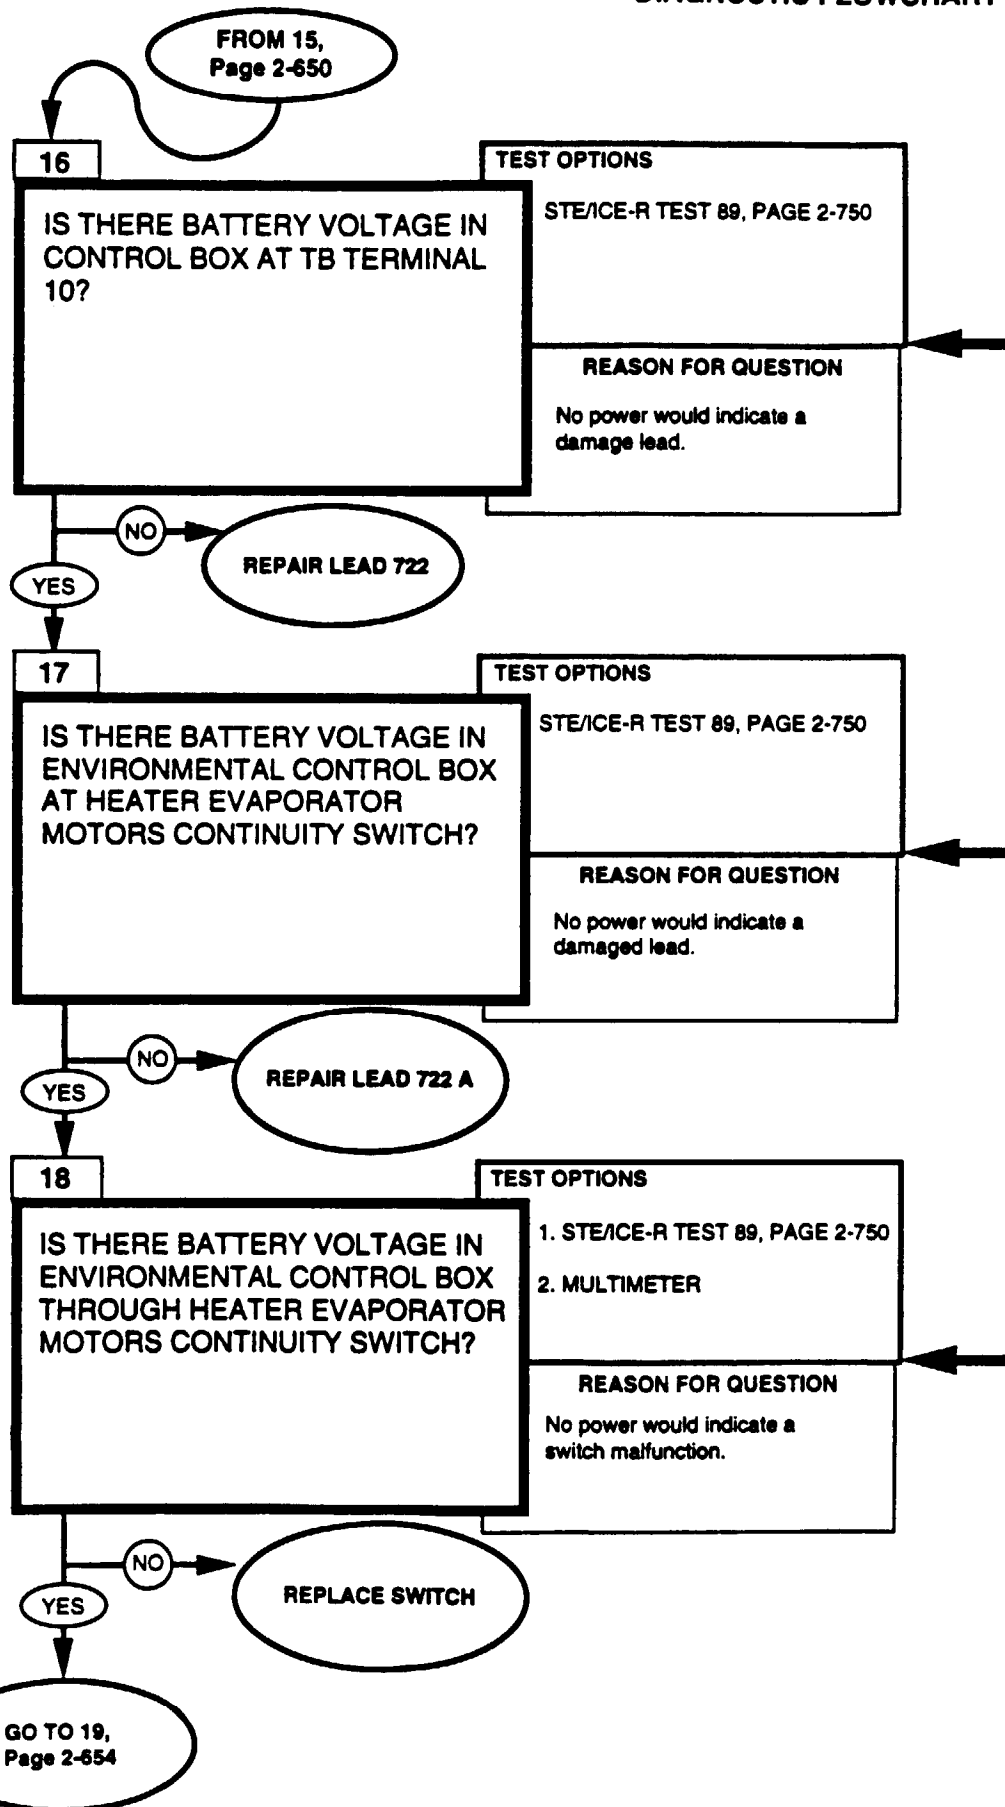 FROM 15,
Page 2-650
16
IS THERE BATTERY VOLTAGE IN
CONTROL BOX AT TB TERMINAL
10?
TEST OPTIONS
STE/ICE-R TEST 89, PAGE 2-750
REASON FOR QUESTION
No power would indicate a
damage lead.
NO
REPAIR LEAD 722
YES
17
IS THERE BATTERY VOLTAGE IN
ENVIRONMENTAL CONTROL BOX
AT HEATER EVAPORATOR
MOTORS CONTINUITY SWITCH?
TEST OPTIONS
STE/ICE-R TEST 89, PAGE 2-750
REASON FOR QUESTION
No power would indicate a
damaged lead.
NO
REPAIR LEAD 722 A
YES
18
IS THERE BATTERY VOLTAGE IN
ENVIRONMENTAL CONTROL BOX
THROUGH HEATER EVAPORATOR
MOTORS CONTINUITY SWITCH?
TEST OPTIONS
1. STE/ICE-R TEST 89, PAGE 2-750
2. MULTIMETER
REASON FOR QUESTION
No power would indicate a
switch malfunction.
NO
REPLACE SWITCH
YES
GO TO 19,
Page 2-654